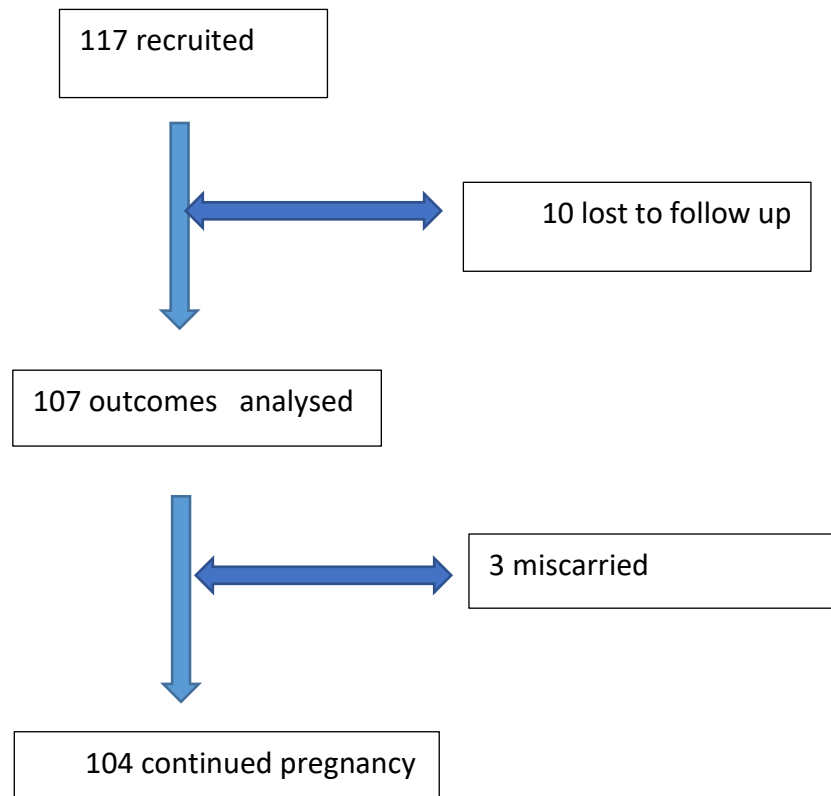 117 recruited
10 lost to follow up
107 outcomes analysed
3 miscarried
104 continued pregnancy